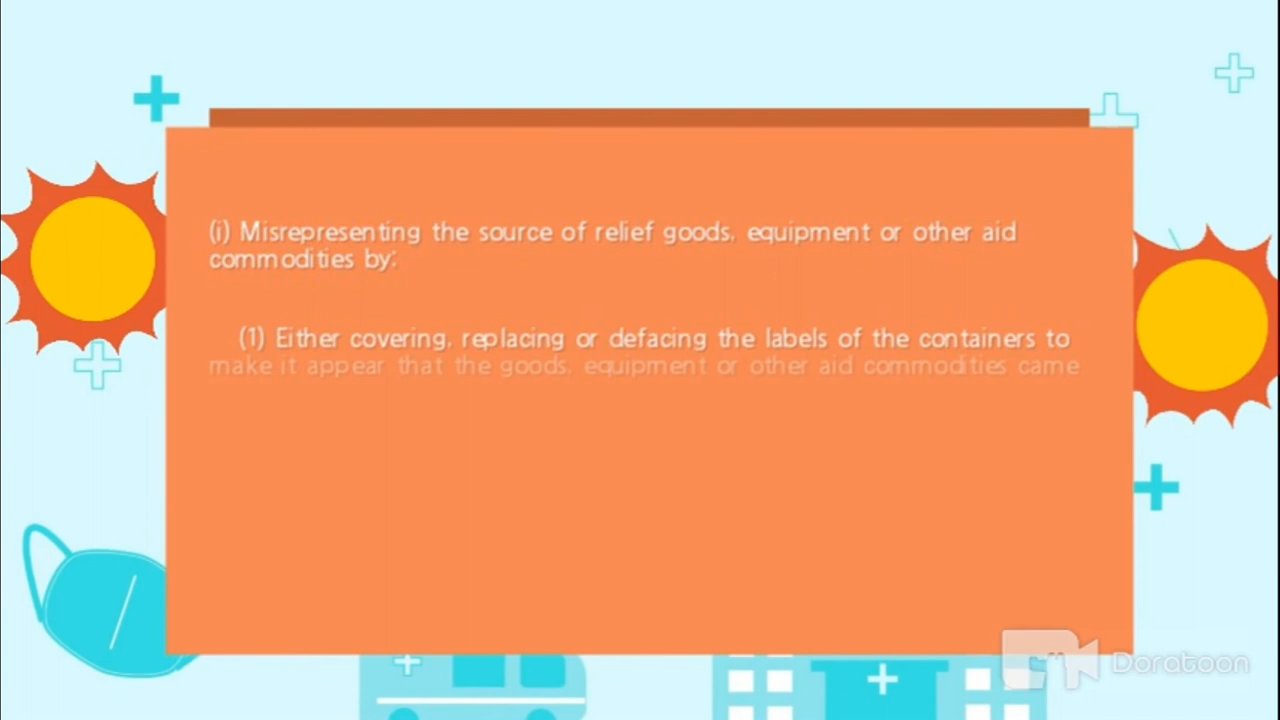 (i) Misrepresenting the source of relief goods, equipment or other aid
commodities by:
(1) Either covering, replacing or defacing the labels of the containers to
make it appear that the goods, equipment or other aid commodities came
Doratoon